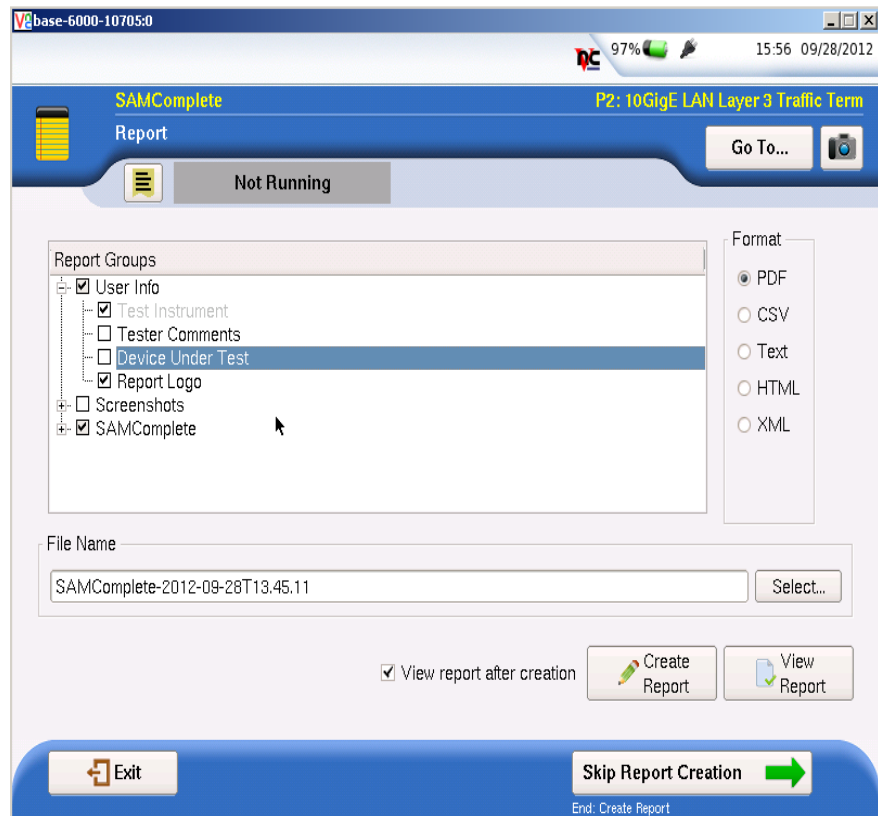 base-6000-10705:0
97%
15:56 09/28/2012
SAMComplete
P2: 10GigE LAN Layer 3 Traffic Term
Report
Go To...
Not Running
Report Groups
User Info
Test Instrument
Tester Comments
Device Under Test
Report Logo
Screenshots
SAMComplete
Format
PDF
CSV
Text
HTML
XML
File Name
SAMComplete-2012-09-28T13.45.11
Select...
View report after creation
Create
Report
View
Report
Exit
Skip Report Creation
End: Create Report